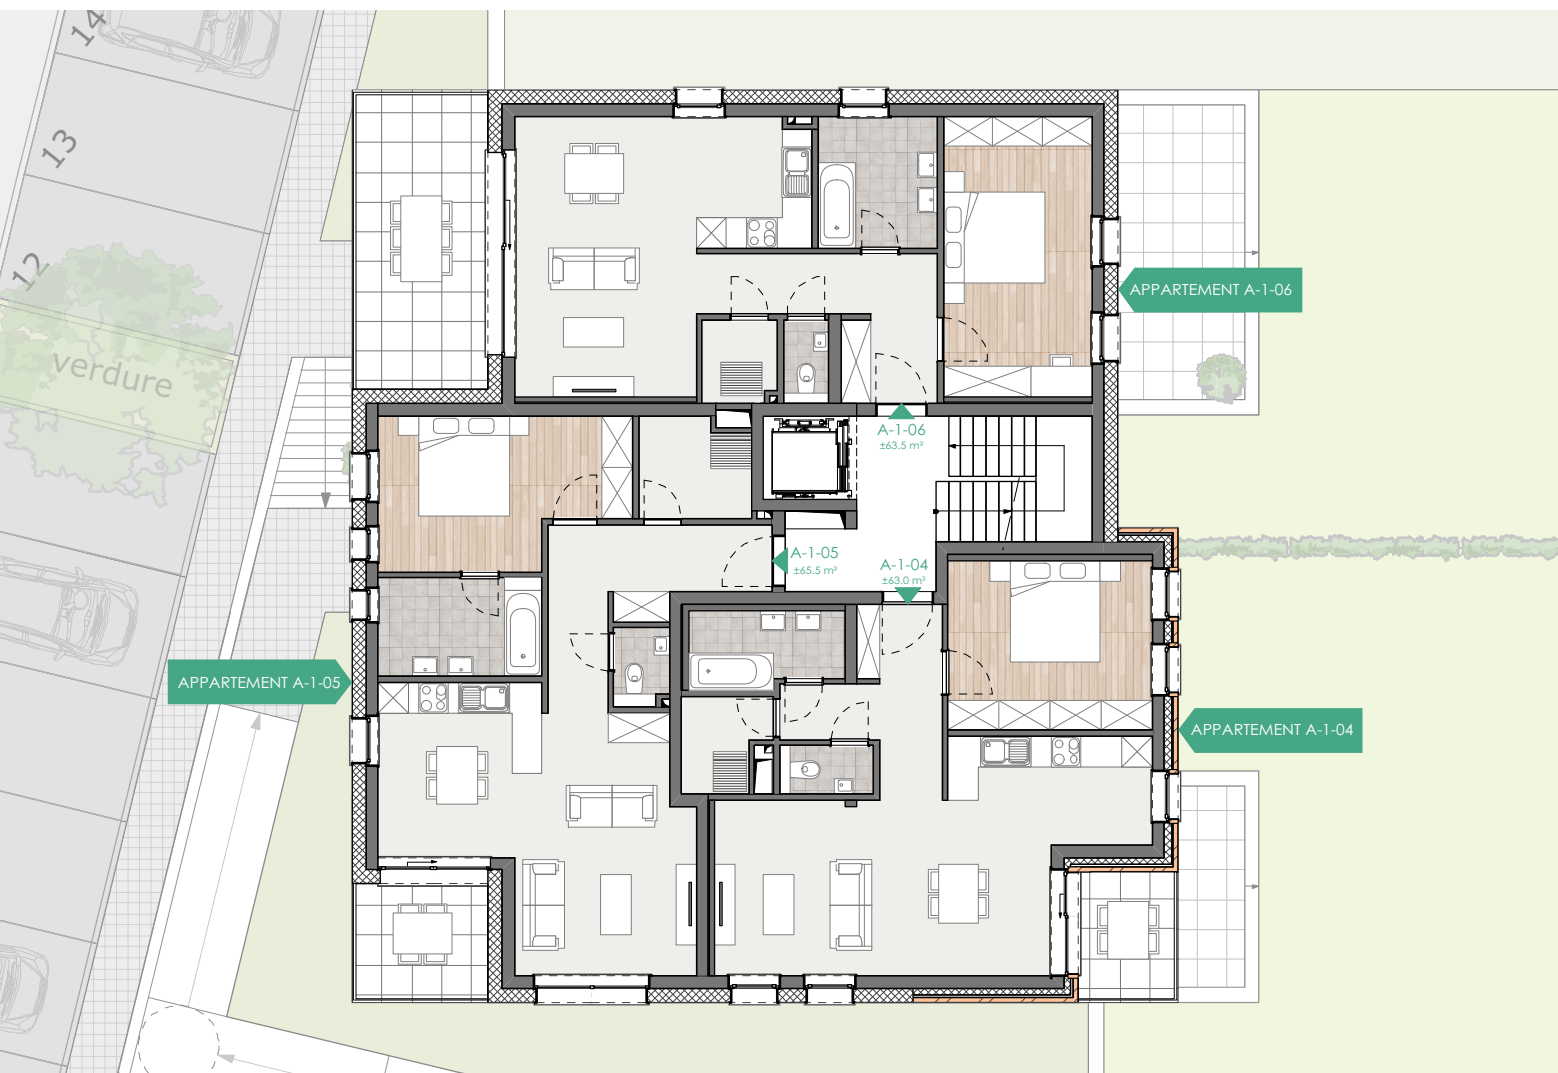 14
13
12
verdure
APPARTEMENT A-1-06
A-1-06
±63.5 m²
A-1-05
±65.5 m²
A-1-04
±63.0 m²
APPARTEMENT A-1-05
APPARTEMENT A-1-04